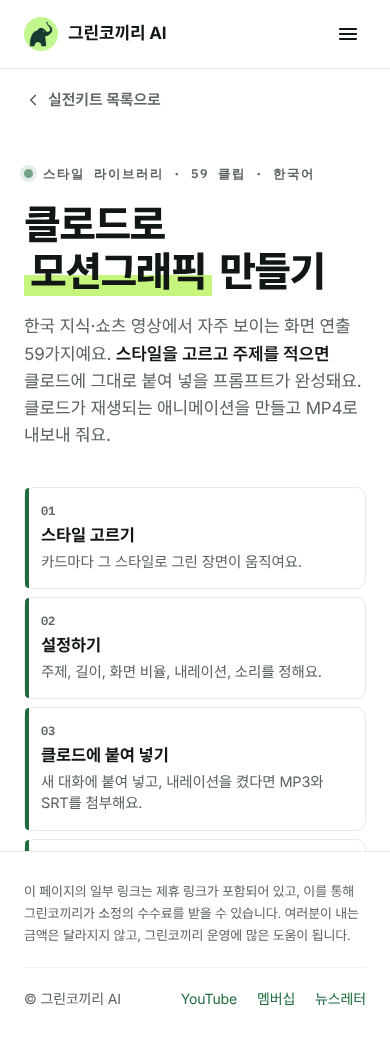 그린코끼리 AI
실전키트 목록으로
스타일 라이브러리 · 59 클립 · 한국어
클로드로
모션그래픽 만들기
한국 지식·쇼츠 영상에서 자주 보이는 화면 연출
59가지예요. 스타일을 고르고 주제를 적으면
클로드에 그대로 붙여 넣을 프롬프트가 완성돼요.
클로드가 재생되는 애니메이션을 만들고 MP4로
내보내 줘요.
01
스타일 고르기
카드마다 그 스타일로 그린 장면이 움직여요.
02
설정하기
주제, 길이, 화면 비율, 내레이션, 소리를 정해요.
03
클로드에 붙여 넣기
새 대화에 붙여 넣고, 내레이션을 켰다면 MP3와
SRT를 첨부해요.
이 페이지의 일부 링크는 제휴 링크가 포함되어 있고, 이를 통해
그린코끼리가 소정의 수수료를 받을 수 있습니다. 여러분이 내는
금액은 달라지지 않고, 그린코끼리 운영에 많은 도움이 됩니다.
© 그린코끼리 AI
YouTube 멤버십 뉴스레터